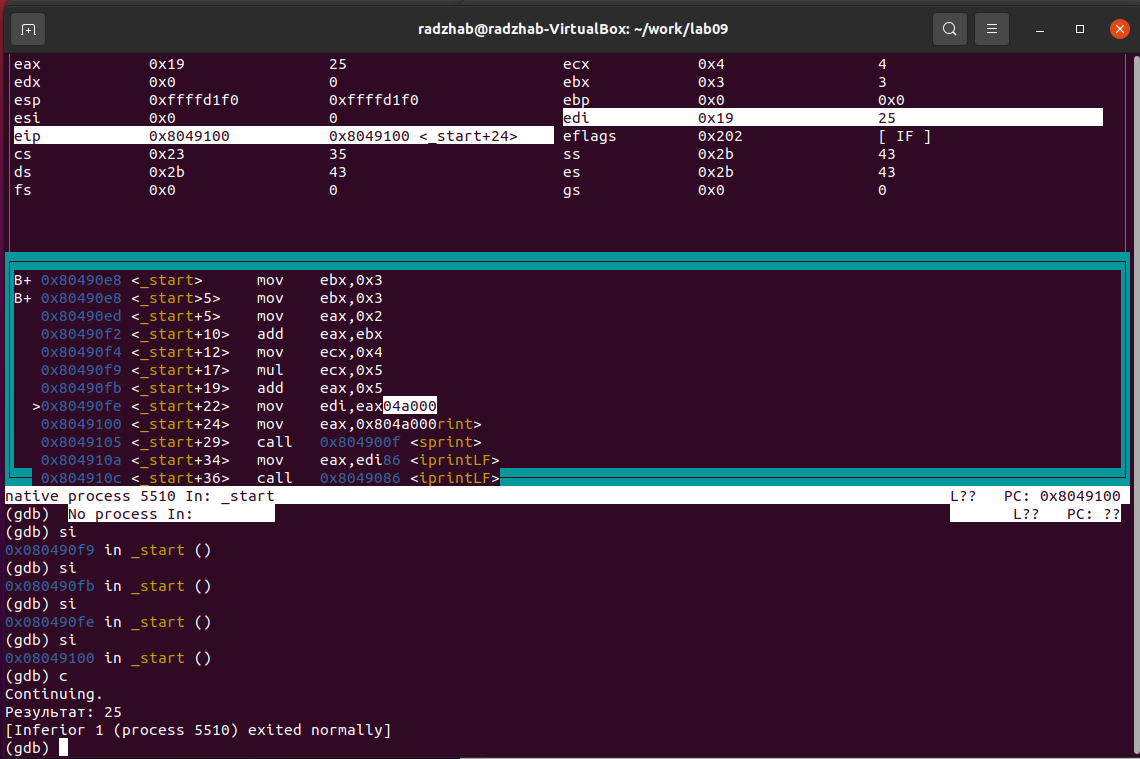 radzhab@radzhab-VirtualBox: ~/work/lab09
eax 0x19 25 ecx 0x4 4
edx 0x0 0 ebx 0x3 3
esp 0xffffd1f0 0xffffd1f0 ebp 0x0 0x0
esi 0x0 0 edi 0x19 25
eip 0x8049100 0x8049100 <_start+24> eflags 0x202 [ IF ]
cs 0x23 35 ss 0x2b 43
ds 0x2b 43 es 0x2b 43
fs 0x0 0 gs 0x0 0
B+ 0x80490e8 <_start> mov ebx,0x3
B+ 0x80490e8 <_start>5> mov ebx,0x3
0x80490ed <_start+5> mov eax,0x2
0x80490f2 <_start+10> add eax,ebx
0x80490f4 <_start+12> mov ecx,0x4
0x80490f9 <_start+17> mul ecx,0x5
0x80490fb <_start+19> add eax,0x5
>0x80490fe <_start+22> mov edi,eax04a000
0x8049100 <_start+24> mov eax,0x804a000rint>
0x8049105 <_start+29> call 0x804900f <sprint>
0x804910a <_start+34> mov eax,edi86 <iprintLF>
0x804910c <_start+36> call 0x8049086 <iprintLF>
native process 5510 In: _start L?? PC: 0x8049100
(gdb) No process In: L?? PC: ??
(gdb) si
0x080490f9 in _start ()
(gdb) si
0x080490fb in _start ()
(gdb) si
0x080490fe in _start ()
(gdb) si
0x08049100 in _start ()
(gdb) c
Continuing.
Результат: 25
[Inferior 1 (process 5510) exited normally]
(gdb)